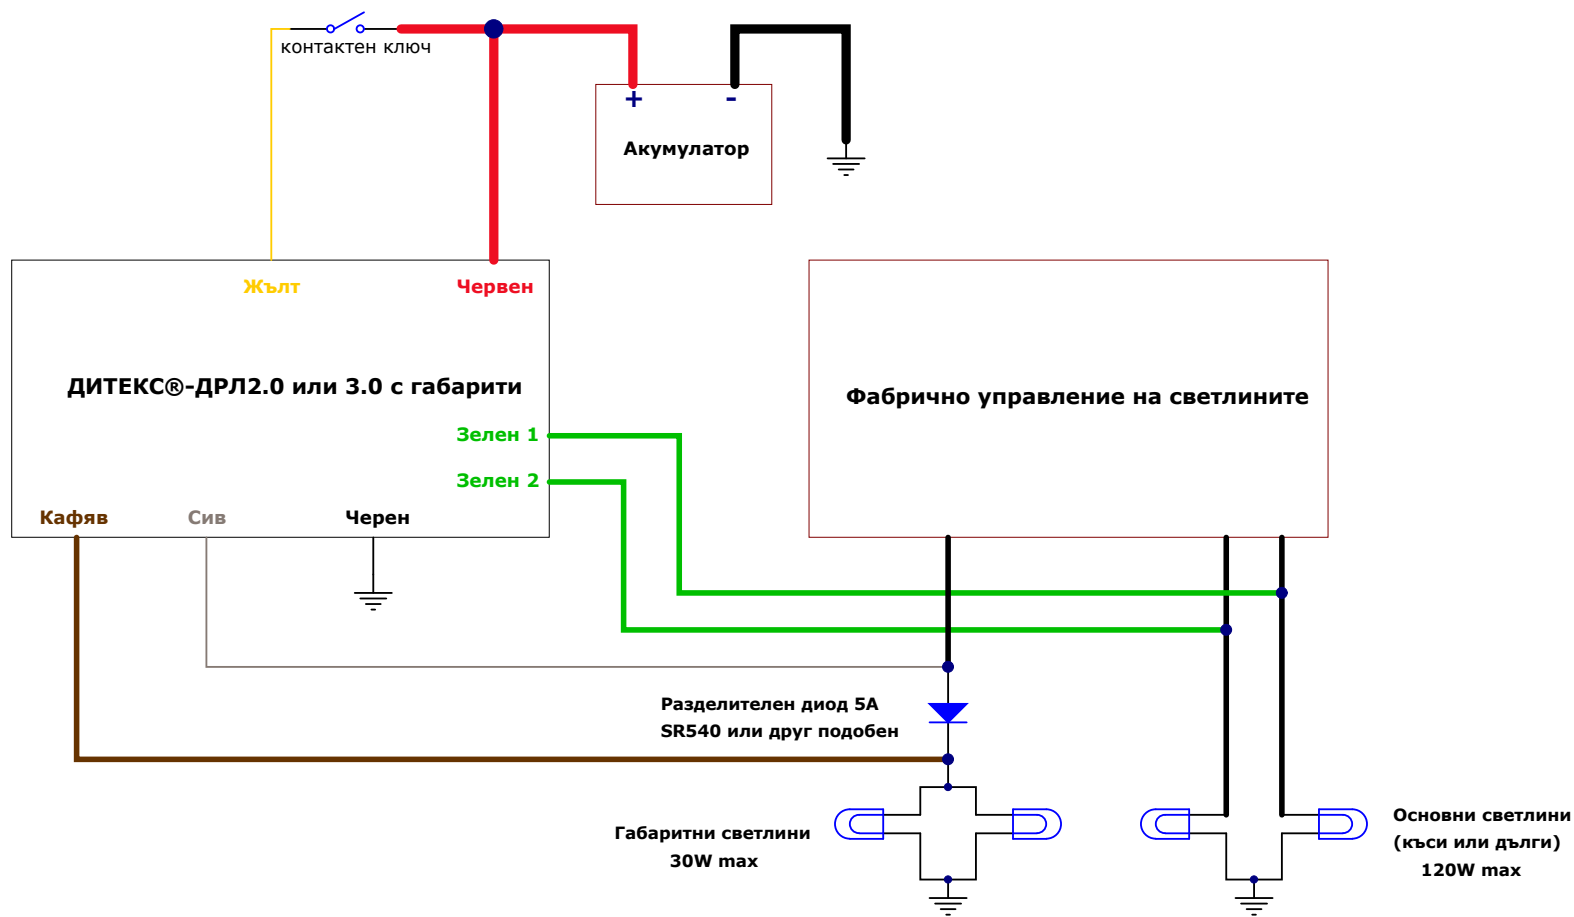 контактен ключ
+ -
Акумулатор
Жълт Червен
ДИТЕКС®-ДРЛ2.0 или 3.0 с габарити
Фабрично управление на светлините
Зелен 1
Зелен 2
Кафяв Сив Черен
Разделителен диод 5А
SR540 или друг подобен
Габаритни светлини
30W max
Основни светлини
(къси или дълги)
120W max